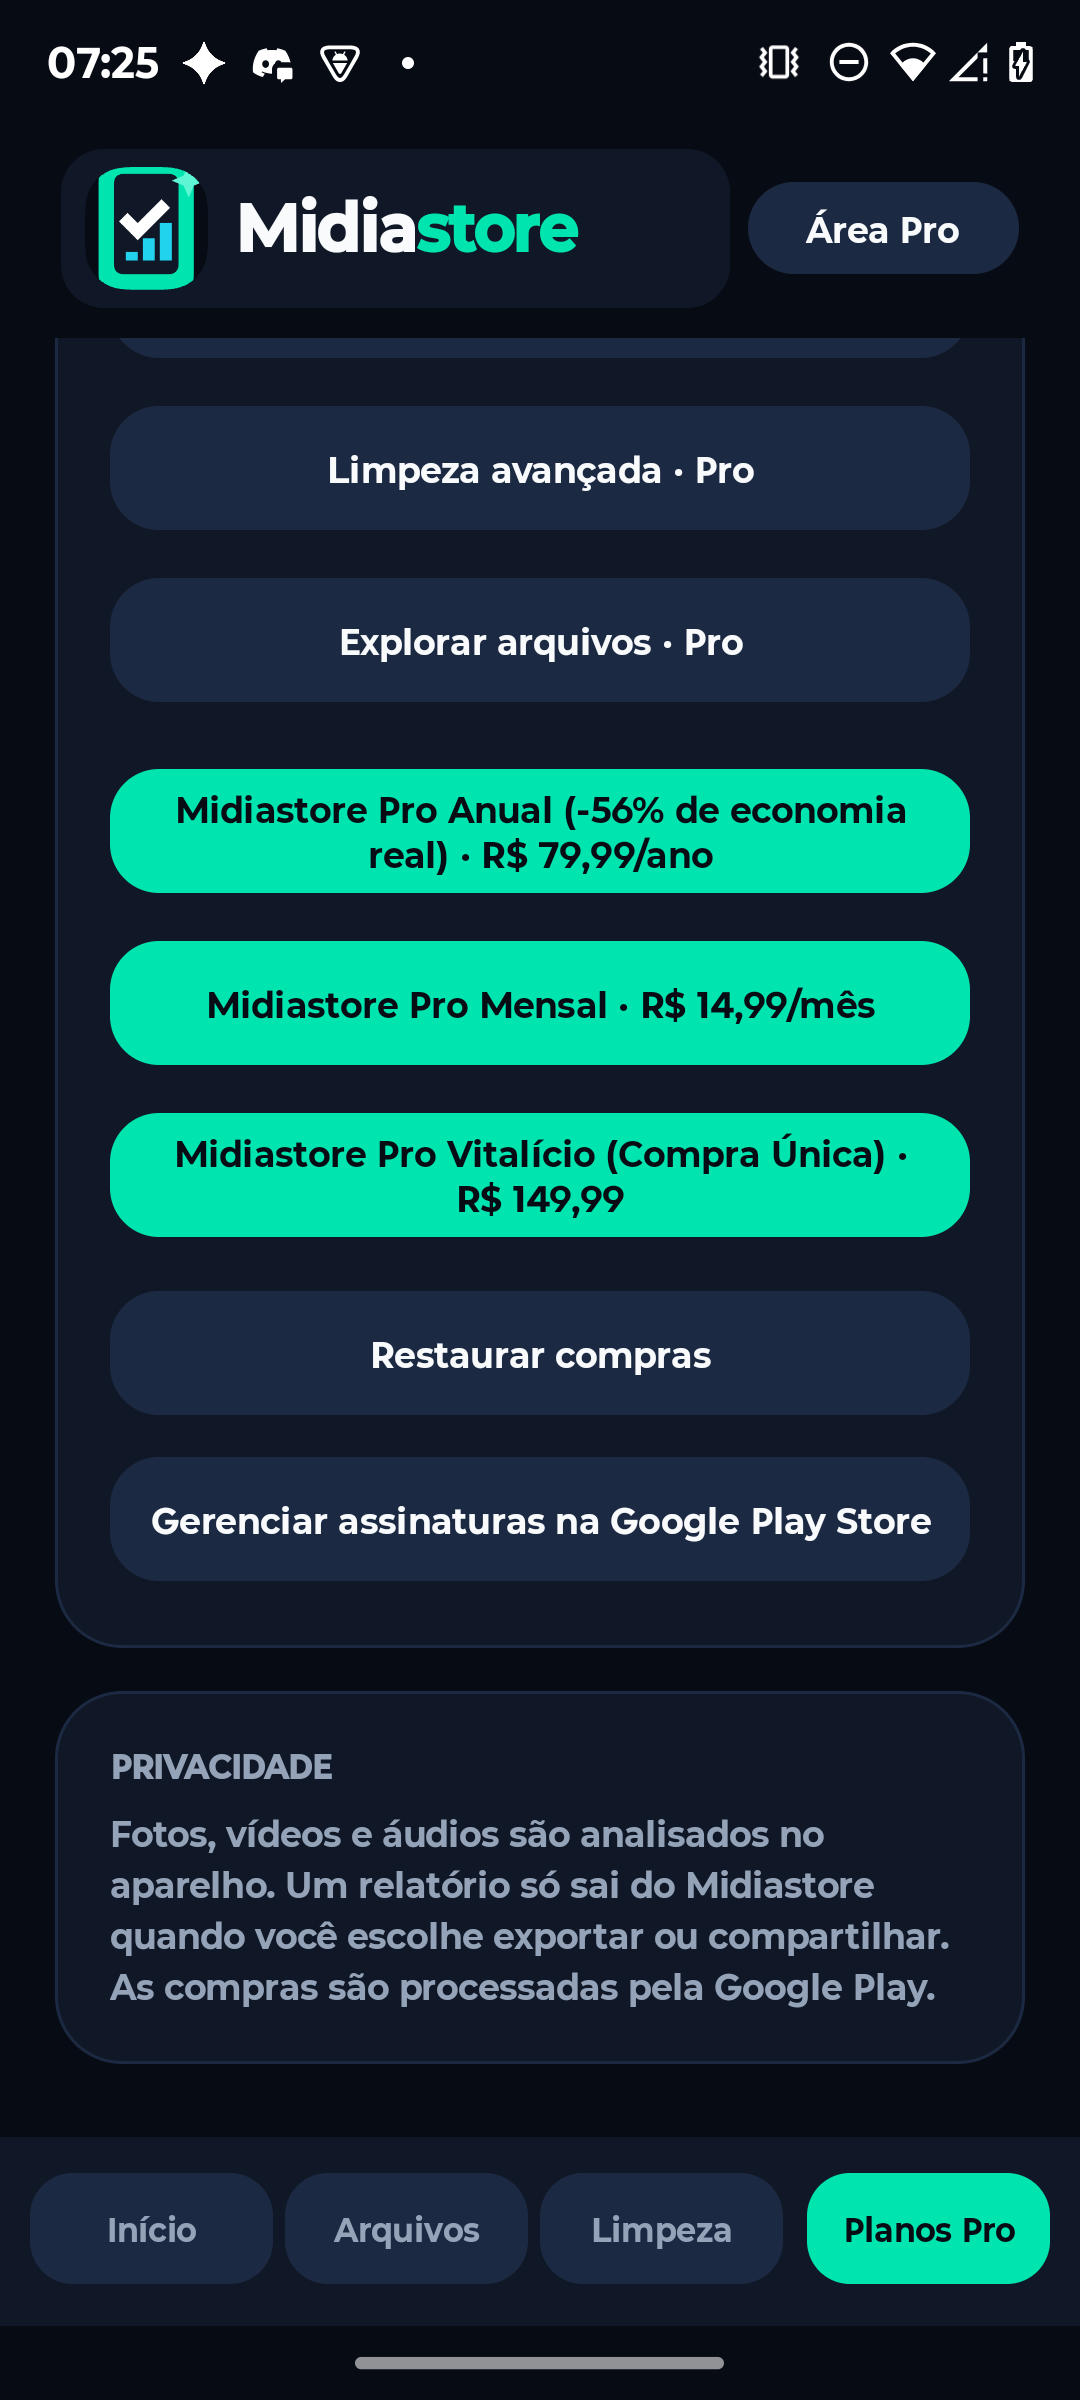 07:25
Midiastore
Área Pro
Limpeza avançada · Pro
Explorar arquivos · Pro
Midiastore Pro Anual (-56% de economia
real) · R$ 79,99/ano
Midiastore Pro Mensal · R$ 14,99/mês
Midiastore Pro Vitalício (Compra Única) ·
R$ 149,99
Restaurar compras
Gerenciar assinaturas na Google Play Store
PRIVACIDADE
Fotos, vídeos e áudios são analisados no
aparelho. Um relatório só sai do Midiastore
quando você escolhe exportar ou compartilhar.
As compras são processadas pela Google Play.
Início
Arquivos
Limpeza
Planos Pro